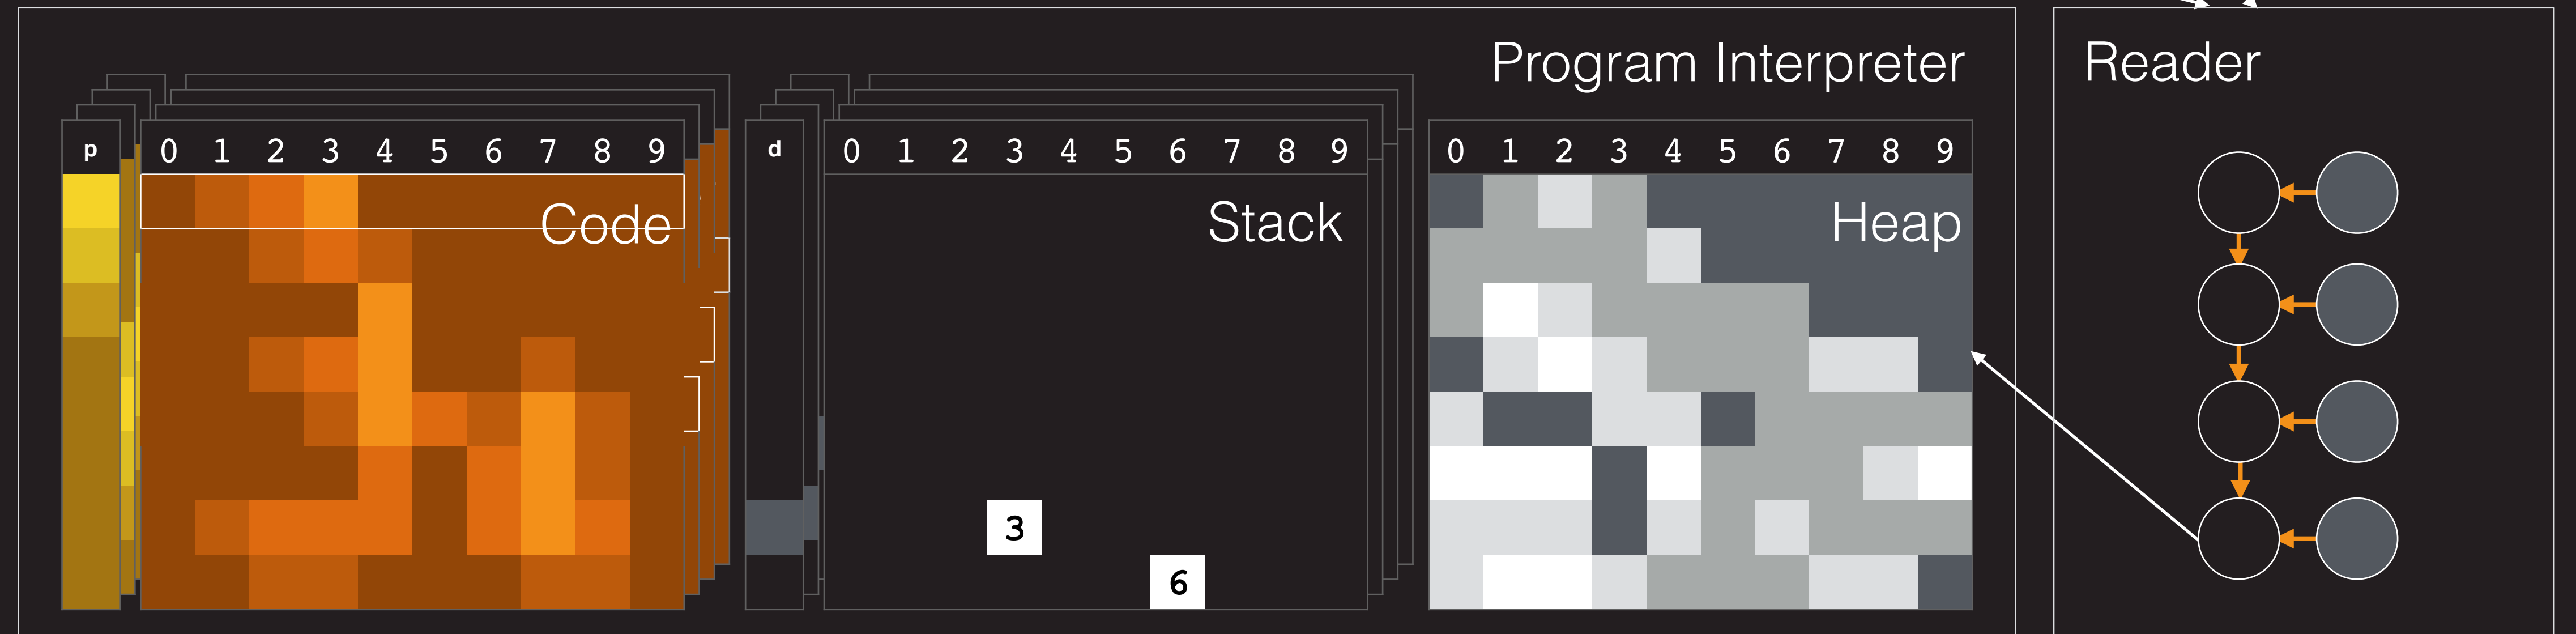 Program Interpreter
Reader
p 0 1 2 3 4 5 6 7 8 9
d 0 1 2 3 4 5 6 7 8 9
0 1 2 3 4 5 6 7 8 9
Code
Stack
Heap
3
6